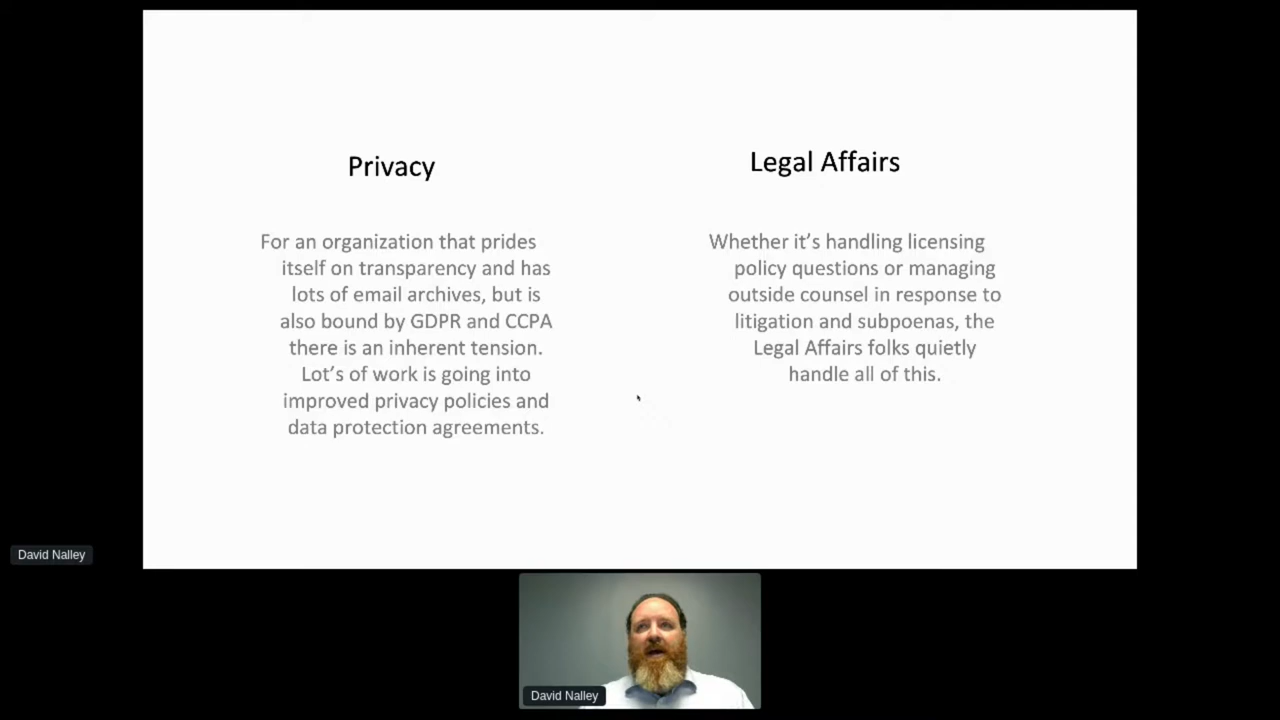 Privacy
For an organization that prides
itself on transparency and has
lots of email archives, but is
also bound by GDPR and CCPA
there is an inherent tension.
Lot’s of work is going into
improved privacy policies and
data protection agreements.
Legal Affairs
Whether it’s handling licensing
policy questions or managing
outside counsel in response to
litigation and subpoenas, the
Legal Affairs folks quietly
handle all of this.
David Nalley
David Nalley